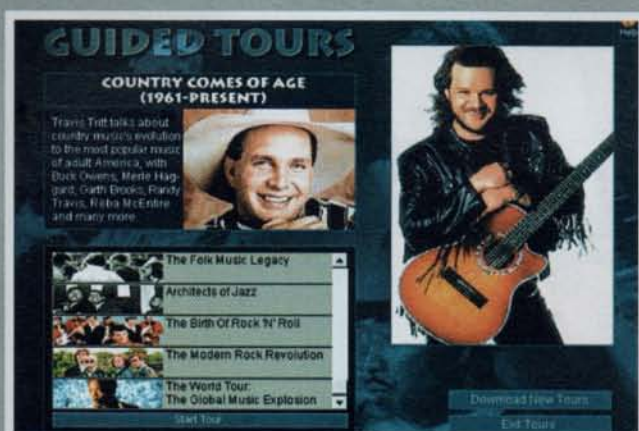 GUIDED TOURS
Help
COUNTRY COMES OF AGE
(1961-PRESENT)
Travis Tritt talks about
country music's evolution
to the most popular music
of adult America, with
Buck Owens, Merle Hag-
gard, Garth Brooks, Randy
Travis, Reba McEntire
and many more.
The Folk Music Legacy
Architects of Jazz
The Birth Of Rock 'N' Roll
The Modern Rock Revolution
The World Tour:
The Global Music Explosion
Start Tour
Download New Tours
Exit Tours